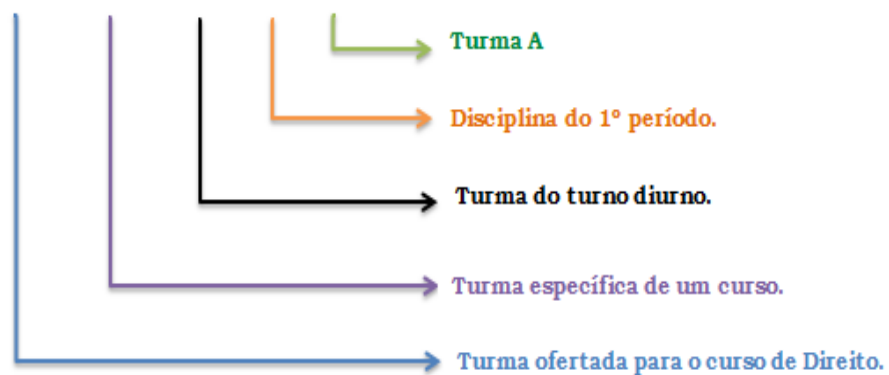 Turma A
Disciplina do 1º período.
Turma do turno diurno.
Turma específica de um curso.
Turma ofertada para o curso de Direito.